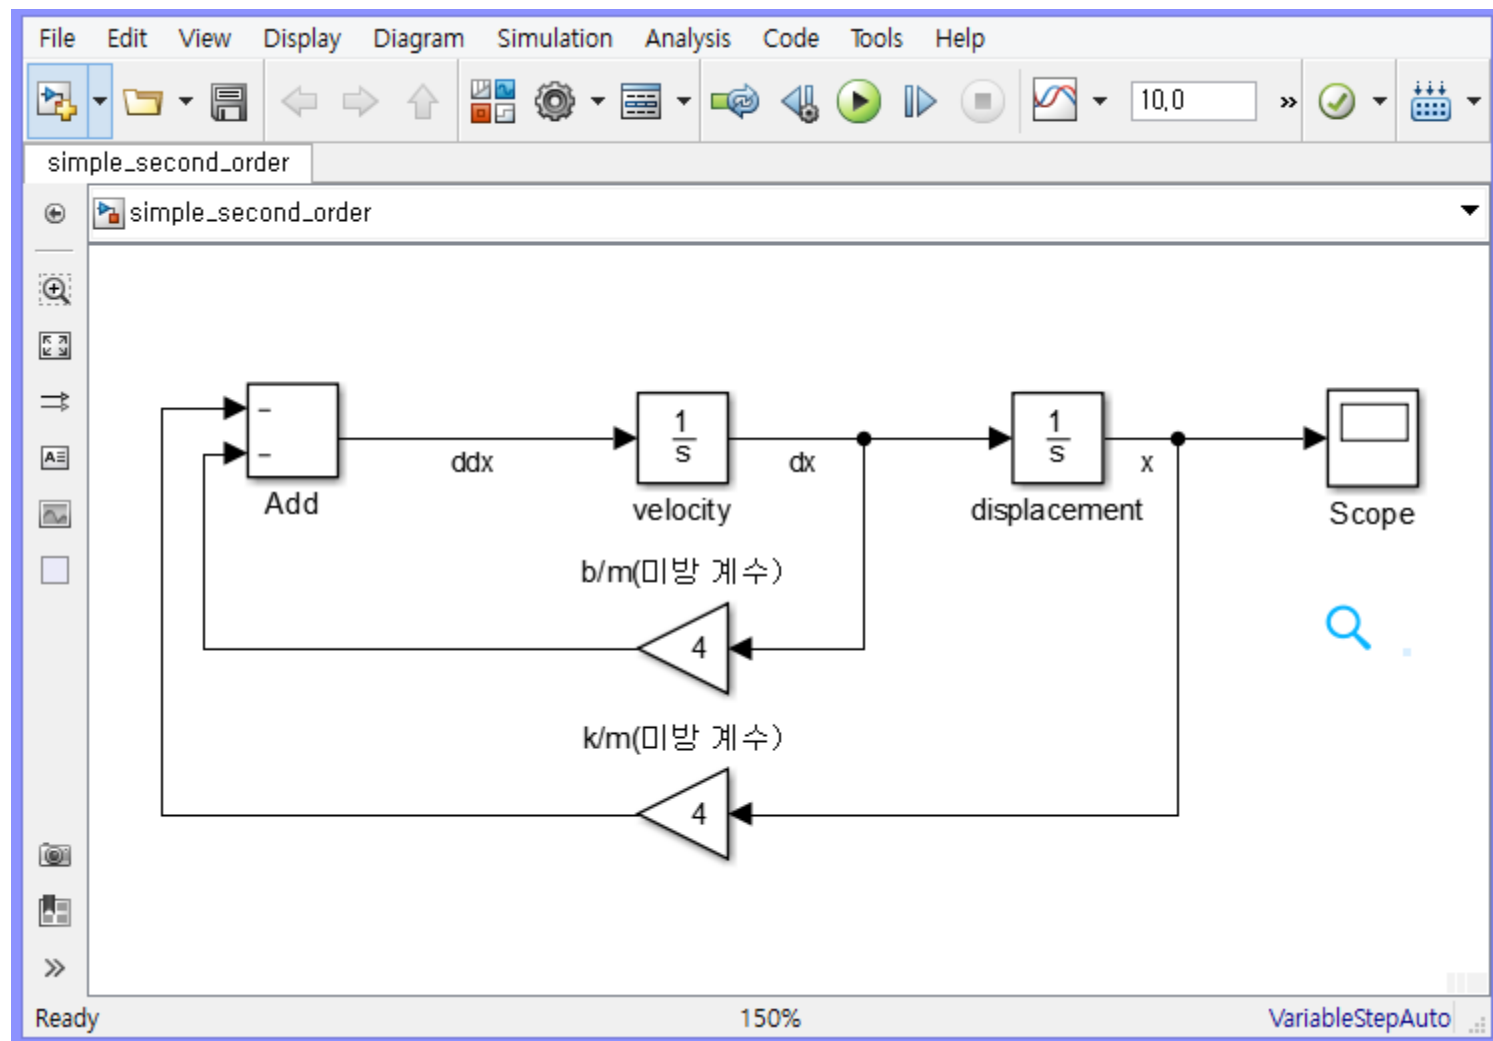 File Edit View Display Diagram Simulation Analysis Code Tools Help
10,0 »
simple_second_order
simple_second_order
− 1/s 1/s
−
ddx dx x
Add velocity displacement Scope
b/m(미방 계수)
4
k/m(미방 계수)
4
Ready 150% VariableStepAuto